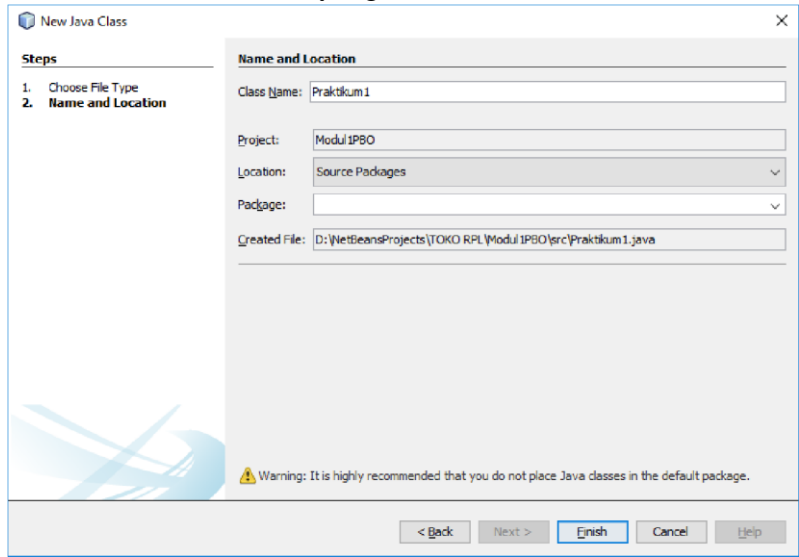 New Java Class
Steps
1. Choose File Type
2. Name and Location
Name and Location
Class Name: Praktikum1
Project: Modul1PBO
Location: Source Packages
Package:
Created File: D:\NetBeansProjects\TOKO RPL\Modul1PBO\src\Praktikum1.java
Warning: It is highly recommended that you do not place Java classes in the default package.
< Back Next > Finish Cancel Help